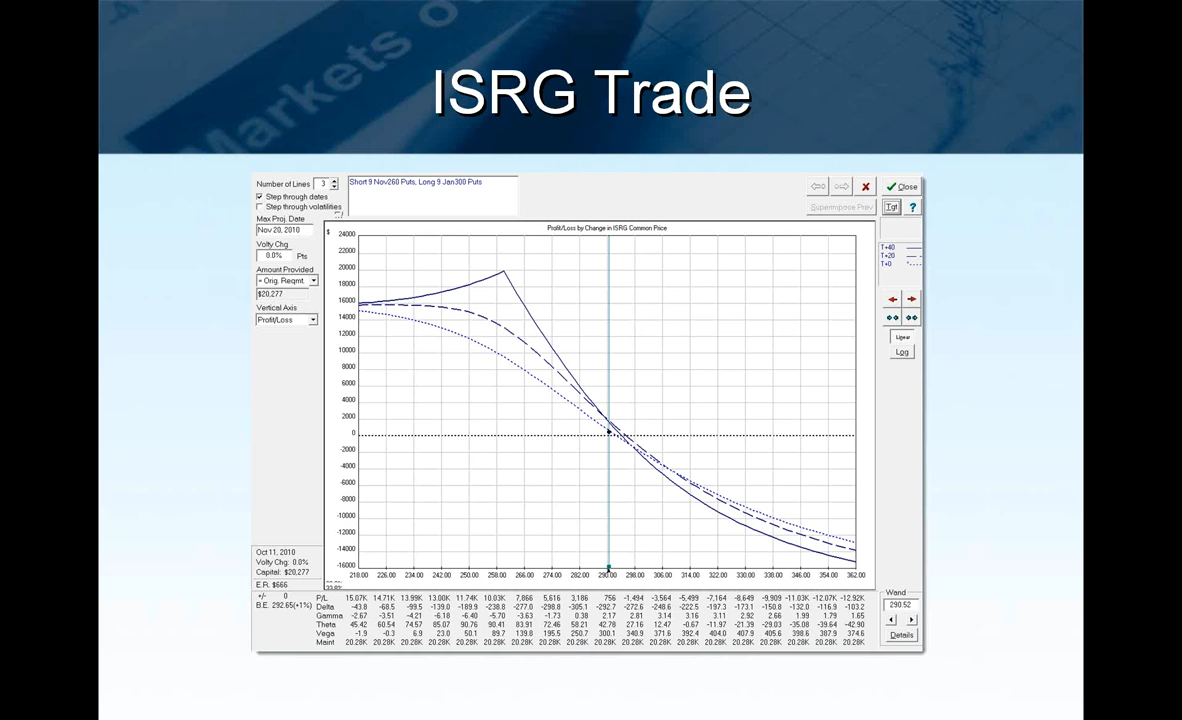 Markets o
ISRG Trade
Number of Lines 3
Short 9 Nov260 Puts, Long 9 Jan300 Puts
Close
Step through dates
Step through volatilities
Superimpose Prev
Tgt
?
Max Proj. Date
Nov 20, 2010
Volty Chg
0.0% Pts
Amount Provided
= Orig. Reqmt.
$20,277
Vertical Axis
Profit/Loss
Profit/Loss by Change in ISRG Common Price
$
24000
22000
20000
18000
16000
14000
12000
10000
8000
6000
4000
2000
0
-2000
-4000
-6000
-8000
-10000
-12000
-14000
-16000
218.00 226.00 234.00 242.00 250.00 258.00 266.00 274.00 282.00 290.00 298.00 306.00 314.00 322.00 330.00 338.00 346.00 354.00 362.00
T+40
T+20
T+0
Linear
Log
Oct 11, 2010
Volty Chg: 0.0%
Capital: $20,277
E.R. $666
+/- 0
B.E. 292.65(+1%)
P/L 15.07K 14.71K 13.99K 13.00K 11.74K 10.03K 7,866 5,616 3,186 756 -1,494 -3,564 -5,499 -7,164 -8,649 -9,909 -11.03K -12.07K -12.92K
Delta -43.8 -68.5 -99.5 -139.0 -189.9 -238.8 -277.0 -298.8 -305.1 -292.7 -272.6 -248.6 -222.5 -197.3 -173.1 -150.8 -132.0 -116.9 -103.2
Gamma -2.67 -3.51 -4.21 -6.18 -6.40 -5.70 -3.63 -1.73 0.38 2.17 2.81 3.14 3.16 3.11 2.92 2.66 1.99 1.79 1.65
Theta 45.42 60.54 74.57 85.07 90.76 90.41 83.91 72.46 58.21 42.78 27.16 12.47 -0.67 -11.97 -21.39 -29.03 -35.08 -39.64 -42.90
Vega -1.9 -0.3 6.9 23.0 50.1 89.7 139.8 195.5 250.7 300.1 340.9 371.6 392.4 404.0 407.9 405.6 398.6 387.9 374.6
Maint 20.28K 20.28K 20.28K 20.28K 20.28K 20.28K 20.28K 20.28K 20.28K 20.28K 20.28K 20.28K 20.28K 20.28K 20.28K 20.28K 20.28K 20.28K 20.28K
Wand
290.52
Details